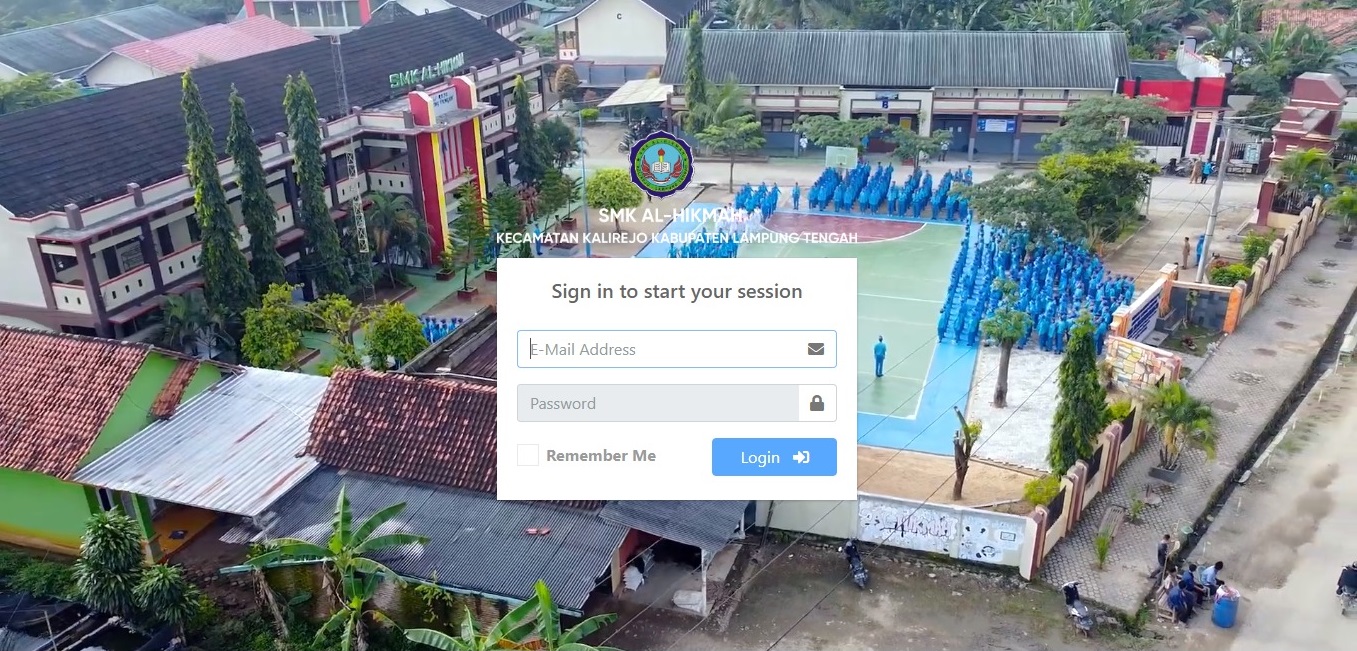 C
SMK AL-HIKMAH
B
SMK AL-HIKMAH
KECAMATAN KALIREJO KABUPATEN LAMPUNG TENGAH
Sign in to start your session
E-Mail Address
Password
Remember Me
Login